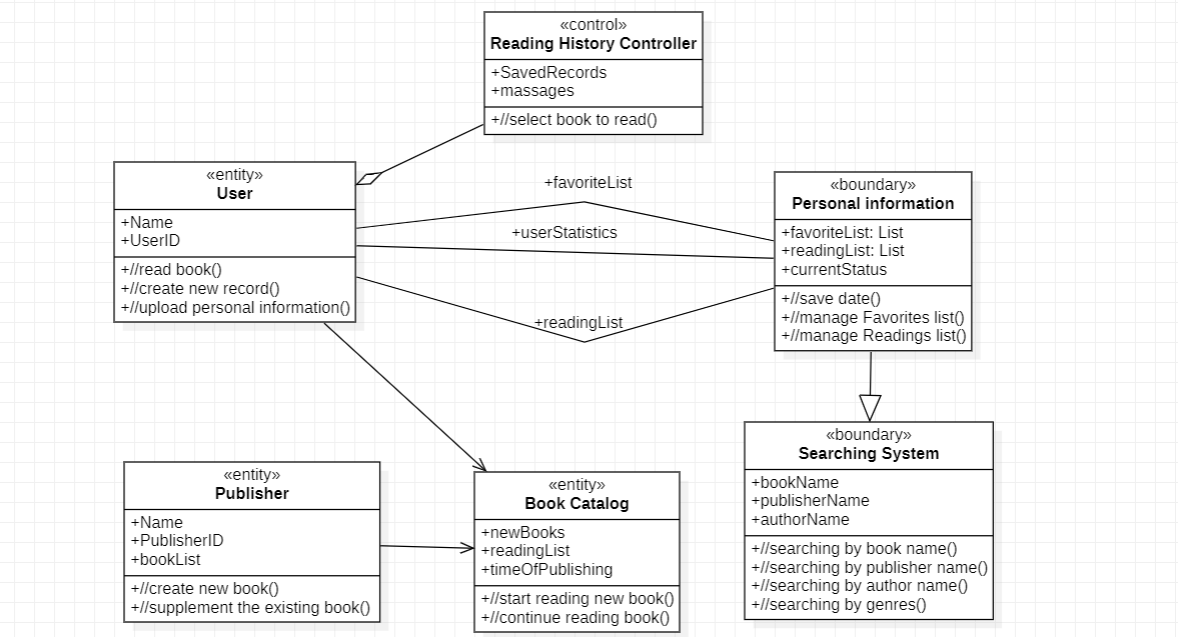 «control»
Reading History Controller
+SavedRecords
+massages
+//select book to read()
«entity»
User
+Name
+UserID
+//read book()
+//create new record()
+//upload personal information()
+favoriteList
+userStatistics
+readingList
«boundary»
Personal information
+favoriteList: List
+readingList: List
+currentStatus
+//save date()
+//manage Favorites list()
+//manage Readings list()
«entity»
Publisher
+Name
+PublisherID
+bookList
+//create new book()
+//supplement the existing book()
«entity»
Book Catalog
+newBooks
+readingList
+timeOfPublishing
+//start reading new book()
+//continue reading book()
«boundary»
Searching System
+bookName
+publisherName
+authorName
+//searching by book name()
+//searching by publisher name()
+//searching by author name()
+//searching by genres()